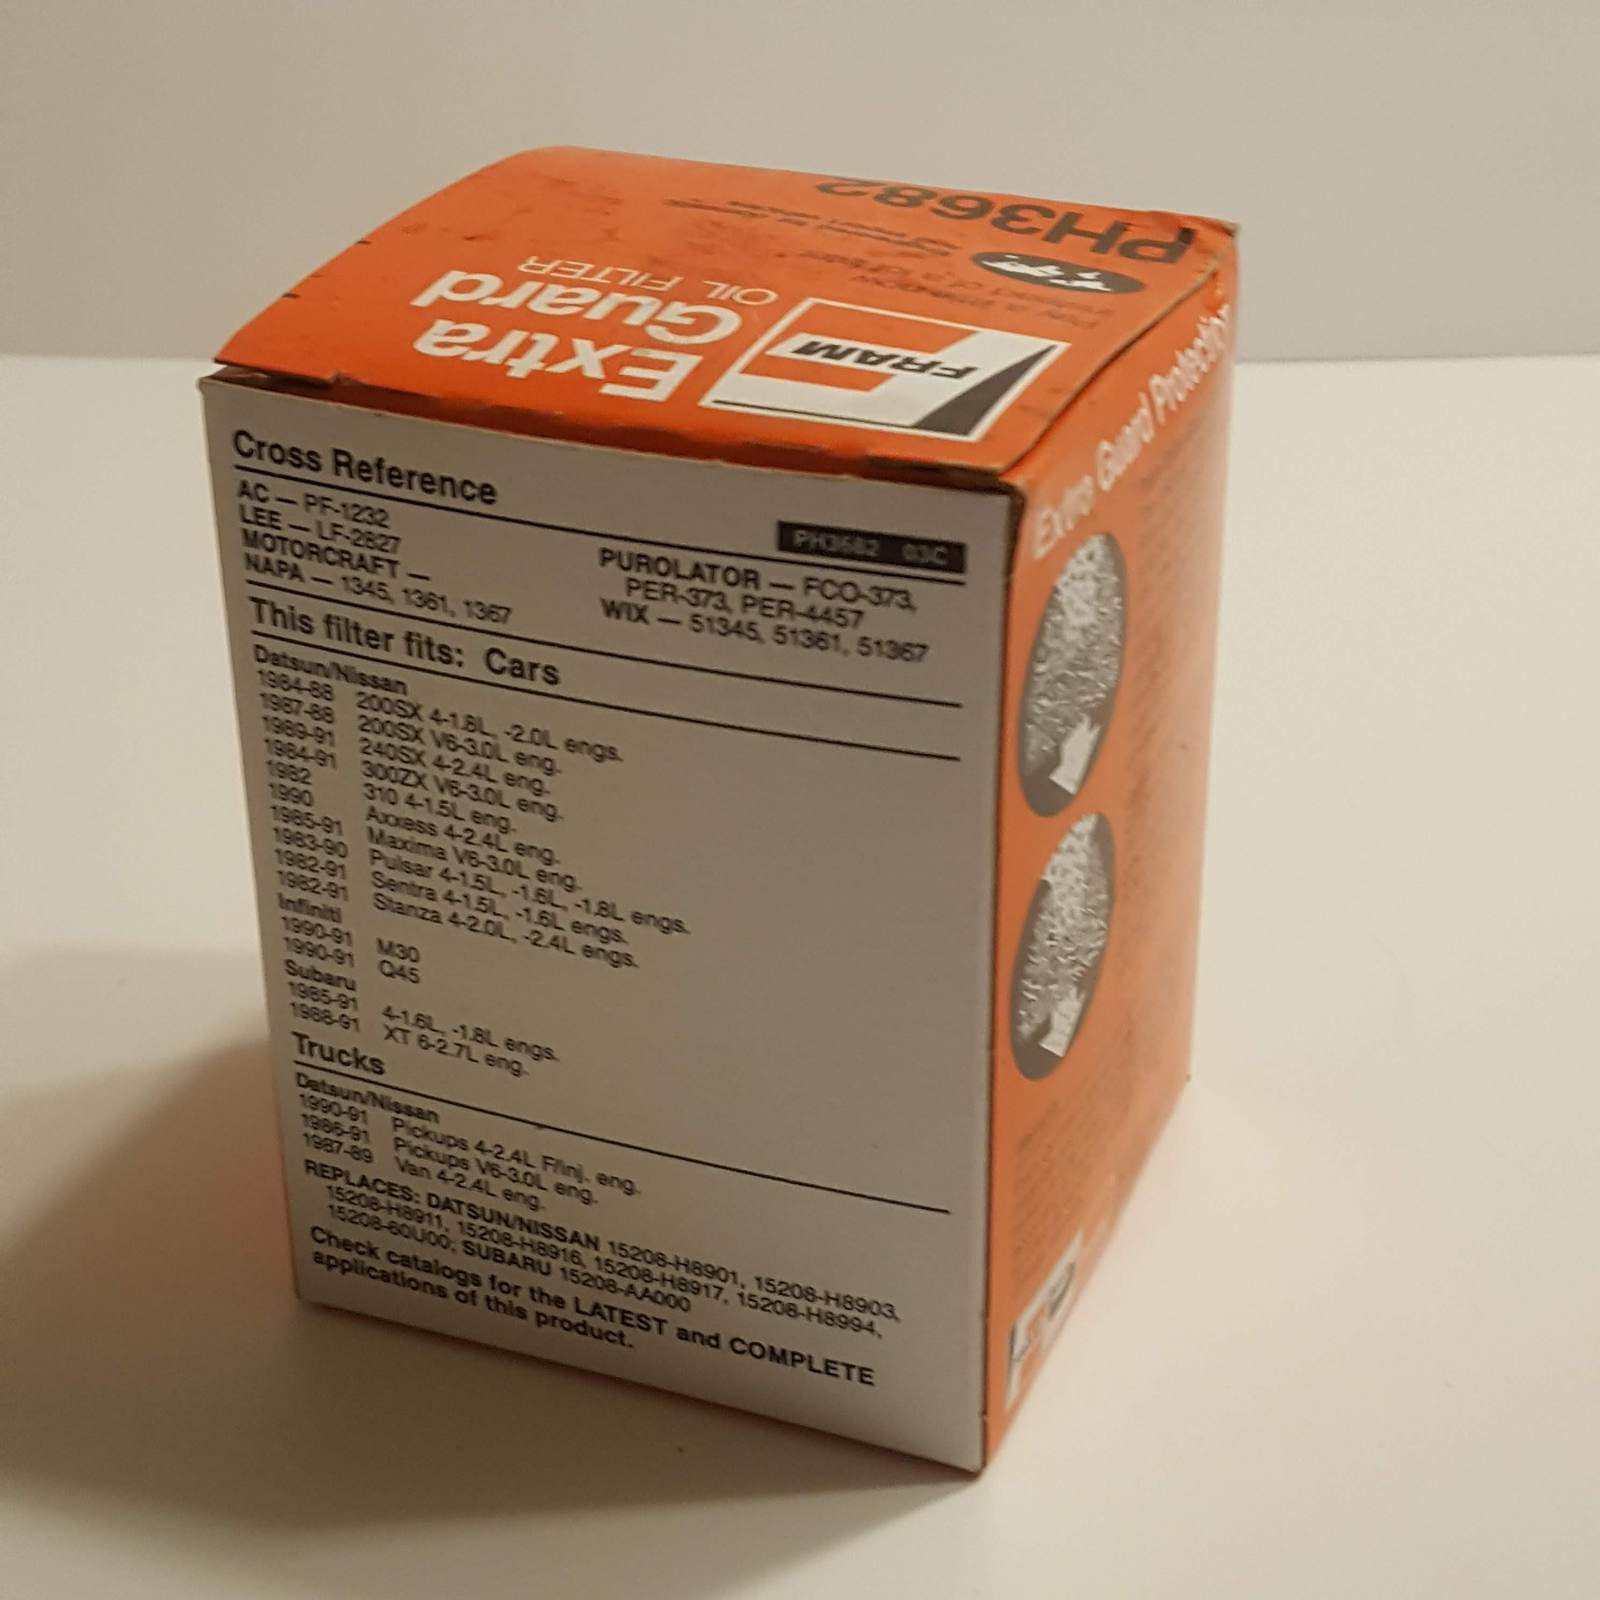 PH3682
FRAM
Extra
Guard
OIL FILTER
Extra Guard Protection
Cross Reference
PH3682 03C
AC — PF-1232
LEE — LF-2827
MOTORCRAFT —
NAPA — 1345, 1361, 1367
PUROLATOR — FCO-373,
PER-373, PER-4457
WIX — 51345, 51361, 51367
This filter fits: Cars
Datsun/Nissan
1984-88 200SX 4-1.8L, -2.0L engs.
1987-88 200SX V6-3.0L eng.
1989-91 240SX 4-2.4L eng.
1984-91 300ZX V6-3.0L eng.
1982 310 4-1.5L eng.
1990 Axxess 4-2.4L eng.
1985-91 Maxima V6-3.0L eng.
1983-90 Pulsar 4-1.5L, -1.6L, -1.8L engs.
1982-91 Sentra 4-1.5L, -1.6L engs.
1982-91 Stanza 4-2.0L, -2.4L engs.
Infiniti
1990-91 M30
1990-91 Q45
Subaru
1985-91 4-1.6L, -1.8L engs.
1988-91 XT 6-2.7L eng.
Trucks
Datsun/Nissan
1990-91 Pickups 4-2.4L F/inj. eng.
1986-91 Pickups V6-3.0L eng.
1987-89 Van 4-2.4L eng.
REPLACES: DATSUN/NISSAN 15208-H8901, 15208-H8903,
15208-H8911, 15208-H8916, 15208-H8917, 15208-H8994,
15208-60U00; SUBARU 15208-AA000
Check catalogs for the LATEST and COMPLETE
applications of this product.